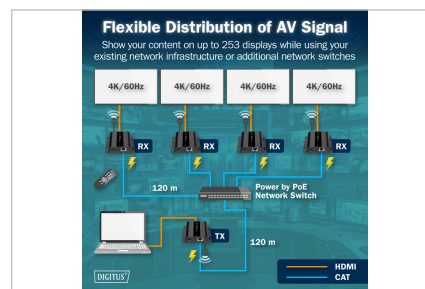 Flexible Distribution of AV Signal
Show your content on up to 253 displays while using your
existing network infrastructure or additional network switches
4K/60Hz
4K/60Hz
4K/60Hz
4K/60Hz
RX
RX
RX
RX
120 m
Power by PoE
Network Switch
TX
120 m
DIGITUS
HDMI
CAT